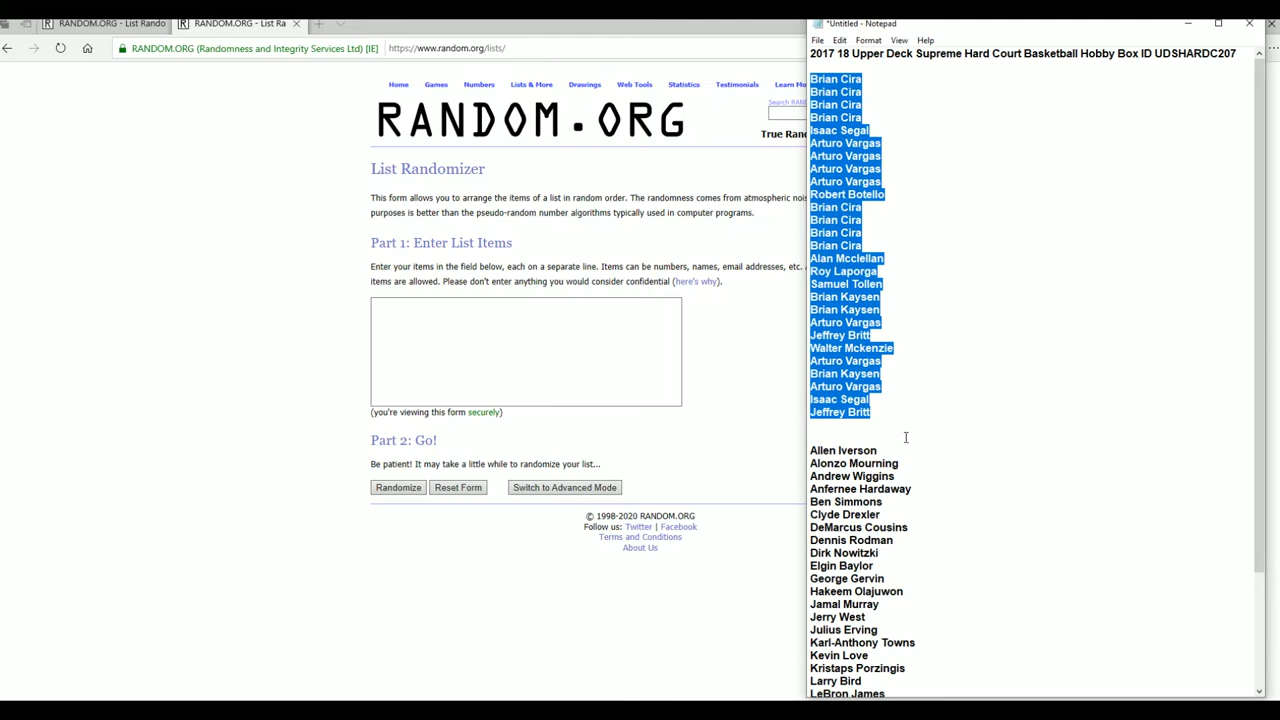 RANDOM.ORG - List Rando
RANDOM.ORG - List Ra
RANDOM.ORG (Randomness and Integrity Services Ltd) [IE]
https://www.random.org/lists/
Home Games Numbers Lists & More Drawings Web Tools Statistics Testimonials Learn Mo
Search RAN
RANDOM.ORG
True Ran
List Randomizer
This form allows you to arrange the items of a list in random order. The randomness comes from atmospheric nois
purposes is better than the pseudo-random number algorithms typically used in computer programs.
Part 1: Enter List Items
Enter your items in the field below, each on a separate line. Items can be numbers, names, email addresses, etc.
items are allowed. Please don't enter anything you would consider confidential (here's why).
(you're viewing this form securely)
Part 2: Go!
Be patient! It may take a little while to randomize your list...
Randomize Reset Form Switch to Advanced Mode
© 1998-2020 RANDOM.ORG
Follow us: Twitter | Facebook
Terms and Conditions
About Us
*Untitled - Notepad
File Edit Format View Help
2017 18 Upper Deck Supreme Hard Court Basketball Hobby Box ID UDSHARDC207
Brian Cira
Brian Cira
Brian Cira
Brian Cira
Isaac Segal
Arturo Vargas
Arturo Vargas
Arturo Vargas
Arturo Vargas
Robert Botello
Brian Cira
Brian Cira
Brian Cira
Brian Cira
Alan Mcclellan
Roy Laporga
Samuel Tollen
Brian Kaysen
Brian Kaysen
Arturo Vargas
Jeffrey Britt
Walter Mckenzie
Arturo Vargas
Brian Kaysen
Arturo Vargas
Isaac Segal
Jeffrey Britt
Allen Iverson
Alonzo Mourning
Andrew Wiggins
Anfernee Hardaway
Ben Simmons
Clyde Drexler
DeMarcus Cousins
Dennis Rodman
Dirk Nowitzki
Elgin Baylor
George Gervin
Hakeem Olajuwon
Jamal Murray
Jerry West
Julius Erving
Karl-Anthony Towns
Kevin Love
Kristaps Porzingis
Larry Bird
LeBron James